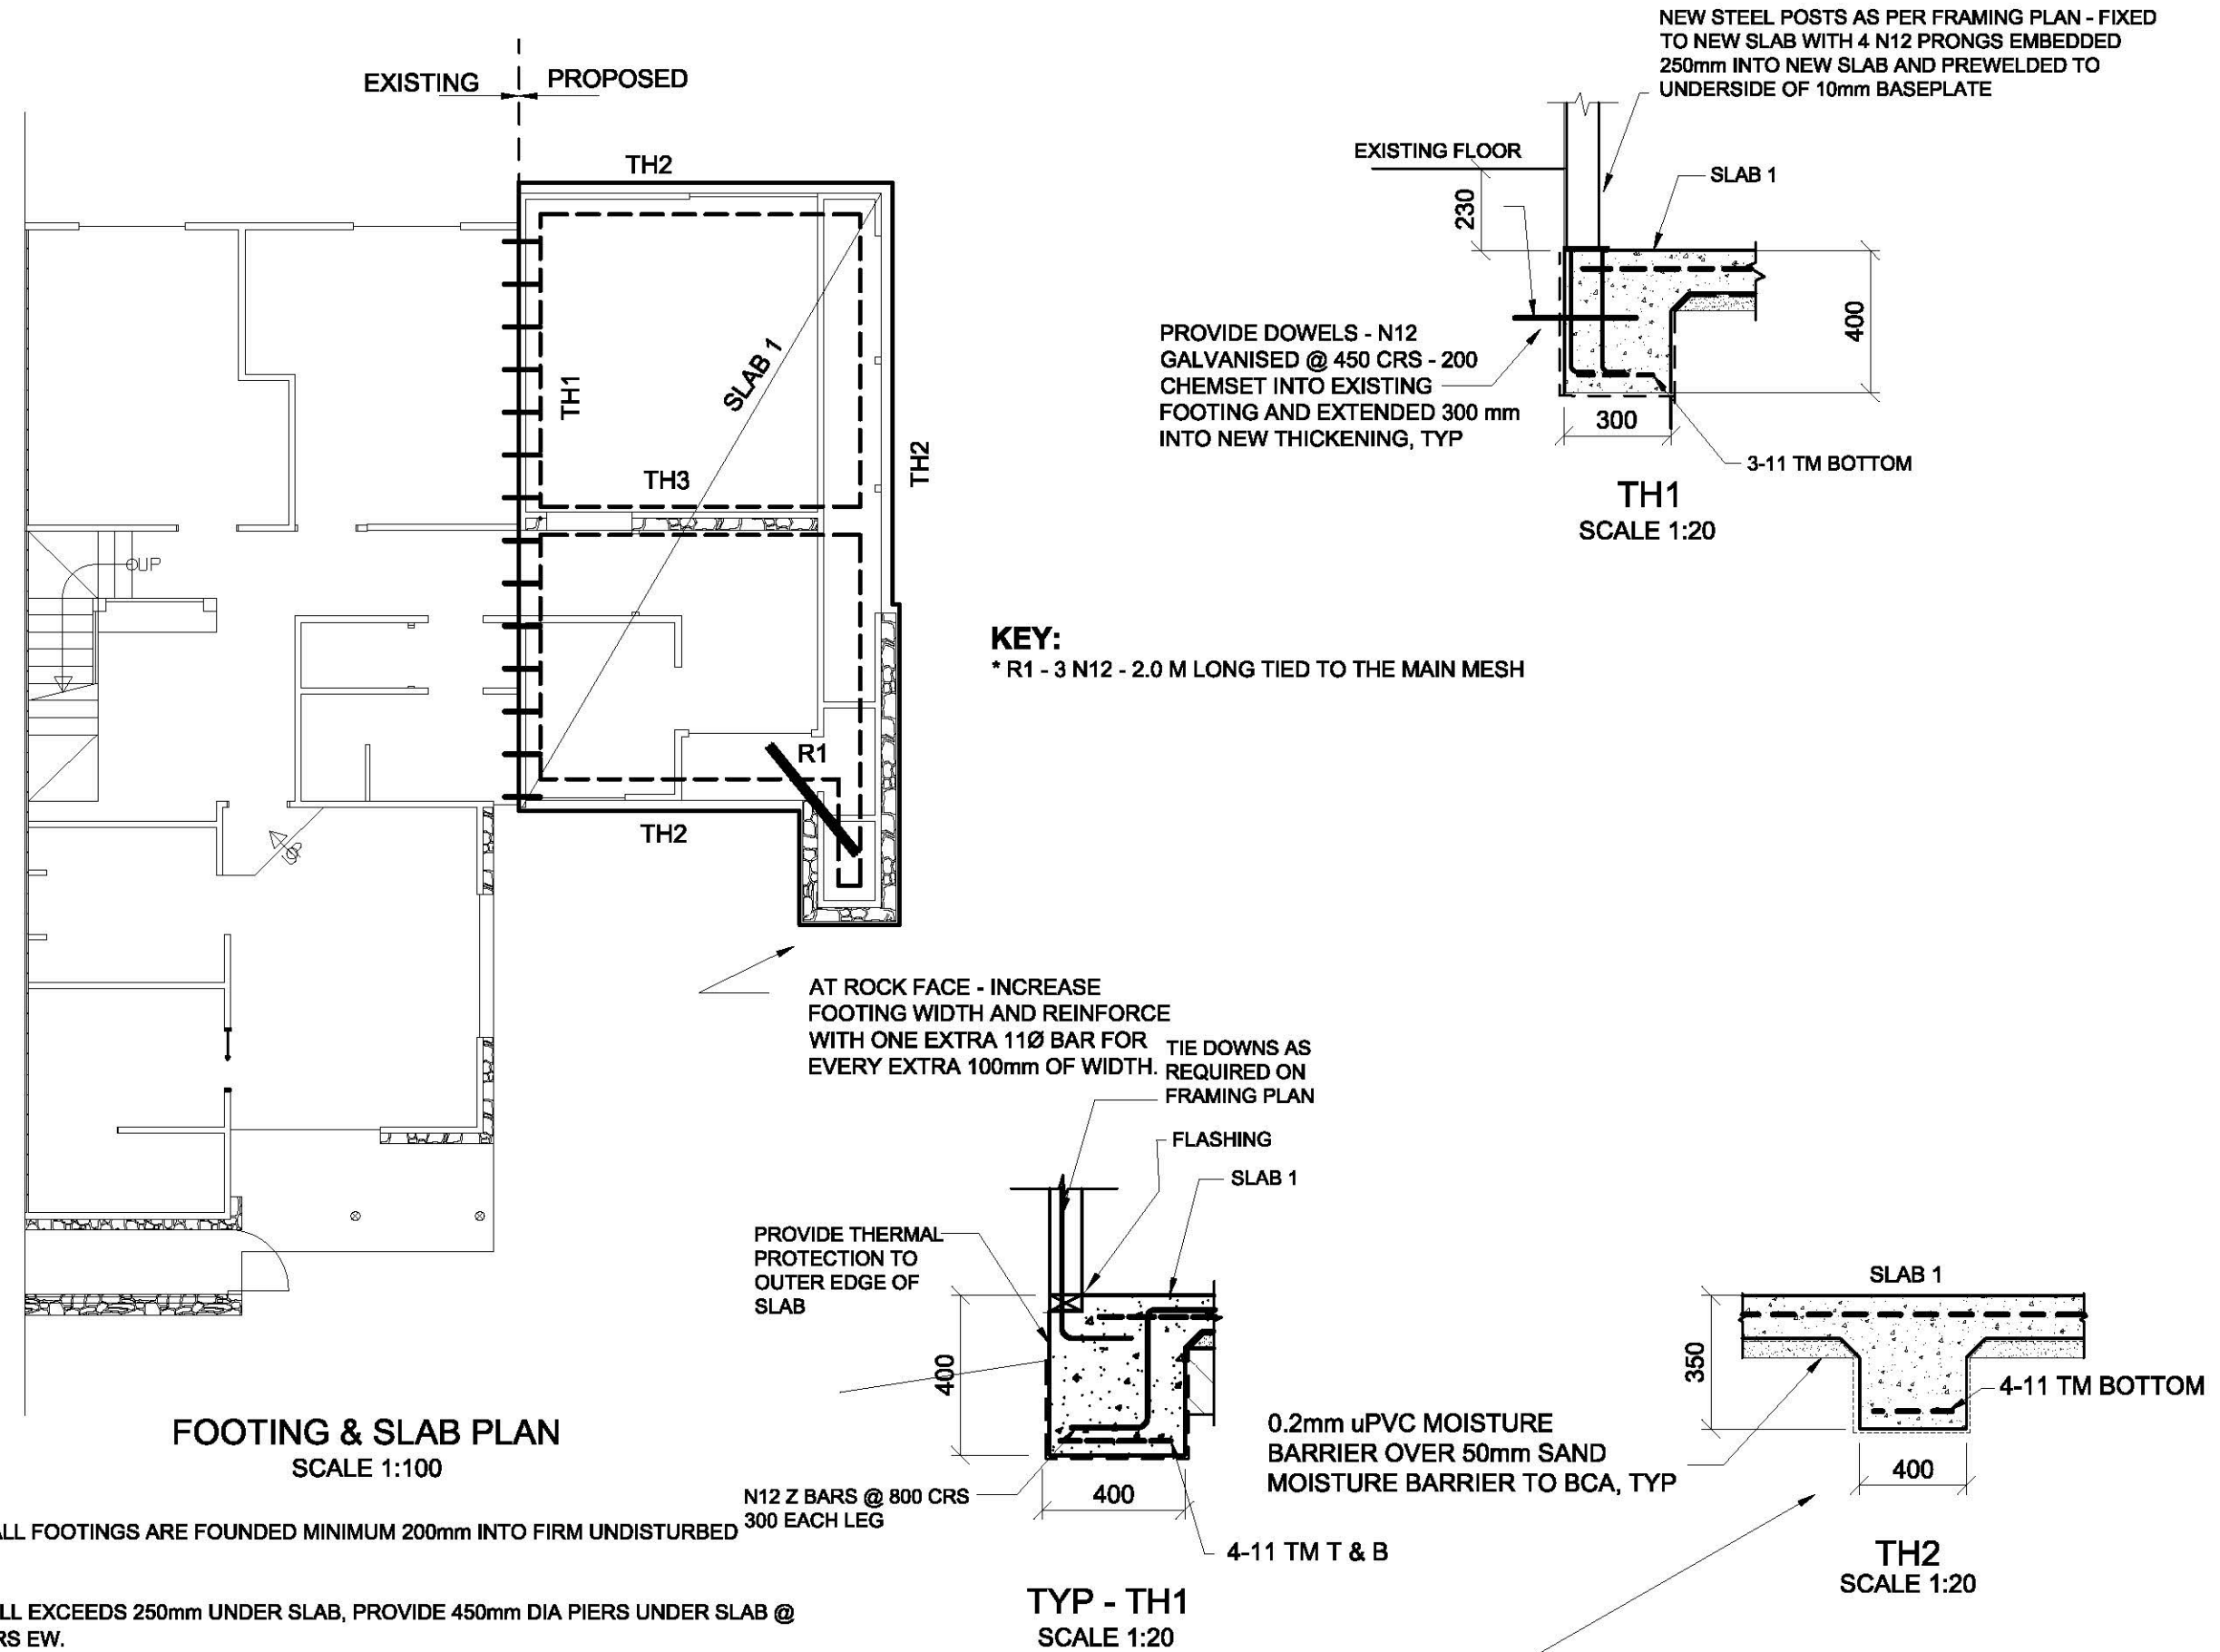 EXISTING
PROPOSED
TH2
TH1
SLAB 1
TH2
TH3
UP
R1
TH2
UP
AT ROCK FACE - INCREASE
FOOTING WIDTH AND REINFORCE
WITH ONE EXTRA 11Ø BAR FOR
EVERY EXTRA 100mm OF WIDTH.
FOOTING & SLAB PLAN
SCALE 1:100
ALL FOOTINGS ARE FOUNDED MINIMUM 200mm INTO FIRM UNDISTURBED
LL EXCEEDS 250mm UNDER SLAB, PROVIDE 450mm DIA PIERS UNDER SLAB @
RS EW.
NEW STEEL POSTS AS PER FRAMING PLAN - FIXED
TO NEW SLAB WITH 4 N12 PRONGS EMBEDDED
250mm INTO NEW SLAB AND PREWELDED TO
UNDERSIDE OF 10mm BASEPLATE
EXISTING FLOOR
SLAB 1
230
400
PROVIDE DOWELS - N12
GALVANISED @ 450 CRS - 200
CHEMSET INTO EXISTING
FOOTING AND EXTENDED 300 mm
INTO NEW THICKENING, TYP
300
3-11 TM BOTTOM
TH1
SCALE 1:20
KEY:
* R1 - 3 N12 - 2.0 M LONG TIED TO THE MAIN MESH
TIE DOWNS AS
REQUIRED ON
FRAMING PLAN
FLASHING
SLAB 1
PROVIDE THERMAL
PROTECTION TO
OUTER EDGE OF
SLAB
400
400
N12 Z BARS @ 800 CRS
300 EACH LEG
4-11 TM T & B
TYP - TH1
SCALE 1:20
0.2mm uPVC MOISTURE
BARRIER OVER 50mm SAND
MOISTURE BARRIER TO BCA, TYP
SLAB 1
350
4-11 TM BOTTOM
400
TH2
SCALE 1:20